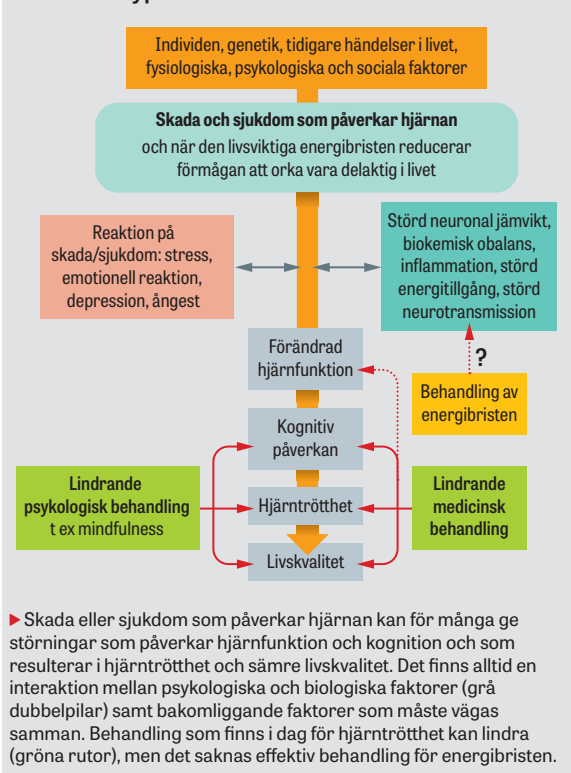 Individen, genetik, tidigare händelser i livet,
fysiologiska, psykologiska och sociala faktorer
Skada och sjukdom som påverkar hjärnan
och när den livsviktiga energibristen reducerar
förmågan att orka vara delaktig i livet
Reaktion på
skada/sjukdom: stress,
emotionell reaktion,
depression, ångest
Störd neuronal jämvikt,
biokemisk obalans,
inflammation, störd
energitillgång, störd
neurotransmission
Förändrad
hjärnfunktion
?
Behandling av
energibristen
Kognitiv
påverkan
Lindrande
psykologisk behandling
t ex mindfulness
Hjärntrötthet
Lindrande
medicinsk
behandling
Livskvalitet
▶ Skada eller sjukdom som påverkar hjärnan kan för många ge
störningar som påverkar hjärnfunktion och kognition och som
resulterar i hjärntrötthet och sämre livskvalitet. Det finns alltid en
interaktion mellan psykologiska och biologiska faktorer (grå
dubbelpilar) samt bakomliggande faktorer som måste vägas
samman. Behandling som finns i dag för hjärntrötthet kan lindra
(gröna rutor), men det saknas effektiv behandling för energibristen.